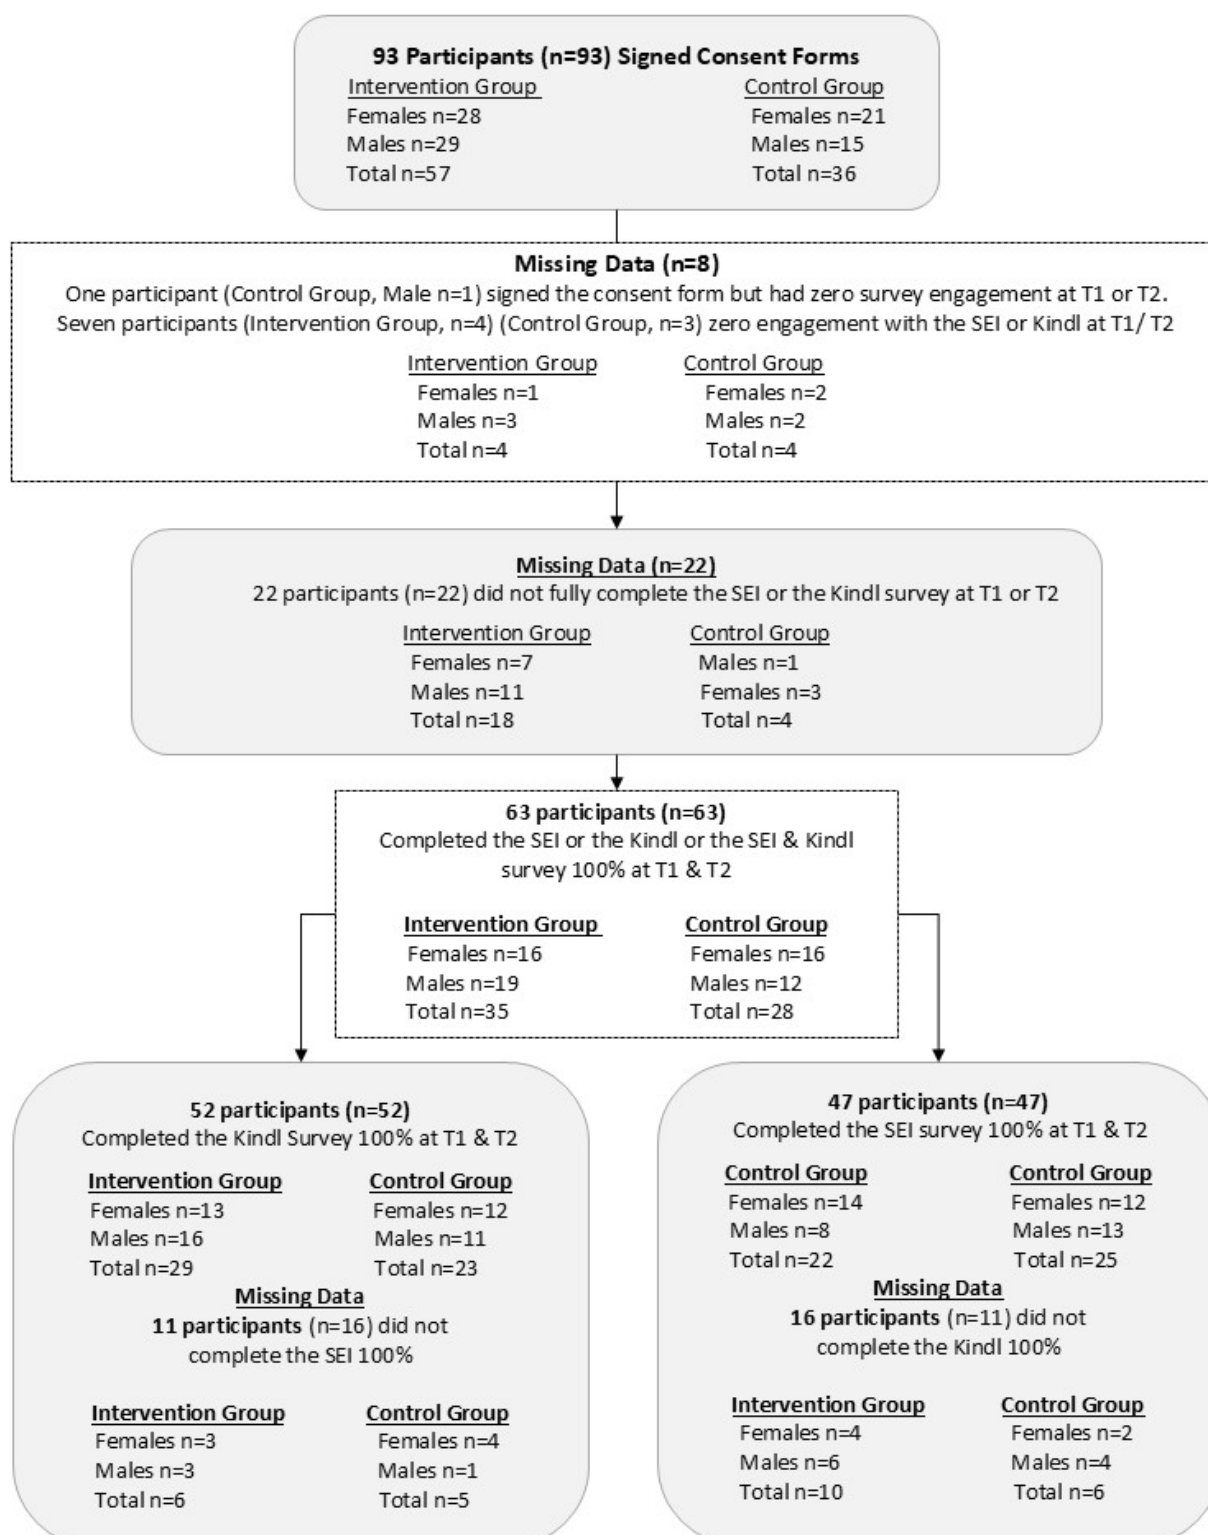 93 Participants (n=93) Signed Consent Forms
Intervention Group
Females n=28
Males n=29
Total n=57
Control Group
Females n=21
Males n=15
Total n=36
Missing Data (n=8)
One participant (Control Group, Male n=1) signed the consent form but had zero survey engagement at T1 or T2.
Seven participants (Intervention Group, n=4) (Control Group, n=3) zero engagement with the SEI or Kindl at T1/ T2
Intervention Group
Females n=1
Males n=3
Total n=4
Control Group
Females n=2
Males n=2
Total n=4
Missing Data (n=22)
22 participants (n=22) did not fully complete the SEI or the Kindl survey at T1 or T2
Intervention Group
Females n=7
Males n=11
Total n=18
Control Group
Males n=1
Females n=3
Total n=4
63 participants (n=63)
Completed the SEI or the Kindl or the SEI & Kindl
survey 100% at T1 & T2
Intervention Group
Females n=16
Males n=19
Total n=35
Control Group
Females n=16
Males n=12
Total n=28
52 participants (n=52)
Completed the Kindl Survey 100% at T1 & T2
Intervention Group
Females n=13
Males n=16
Total n=29
Control Group
Females n=12
Males n=11
Total n=23
Missing Data
11 participants (n=16) did not
complete the SEI 100%
Intervention Group
Females n=3
Males n=3
Total n=6
Control Group
Females n=4
Males n=1
Total n=5
47 participants (n=47)
Completed the SEI survey 100% at T1 & T2
Control Group
Females n=14
Males n=8
Total n=22
Control Group
Females n=12
Males n=13
Total n=25
Missing Data
16 participants (n=11) did not
complete the Kindl 100%
Intervention Group
Females n=4
Males n=6
Total n=10
Control Group
Females n=2
Males n=4
Total n=6